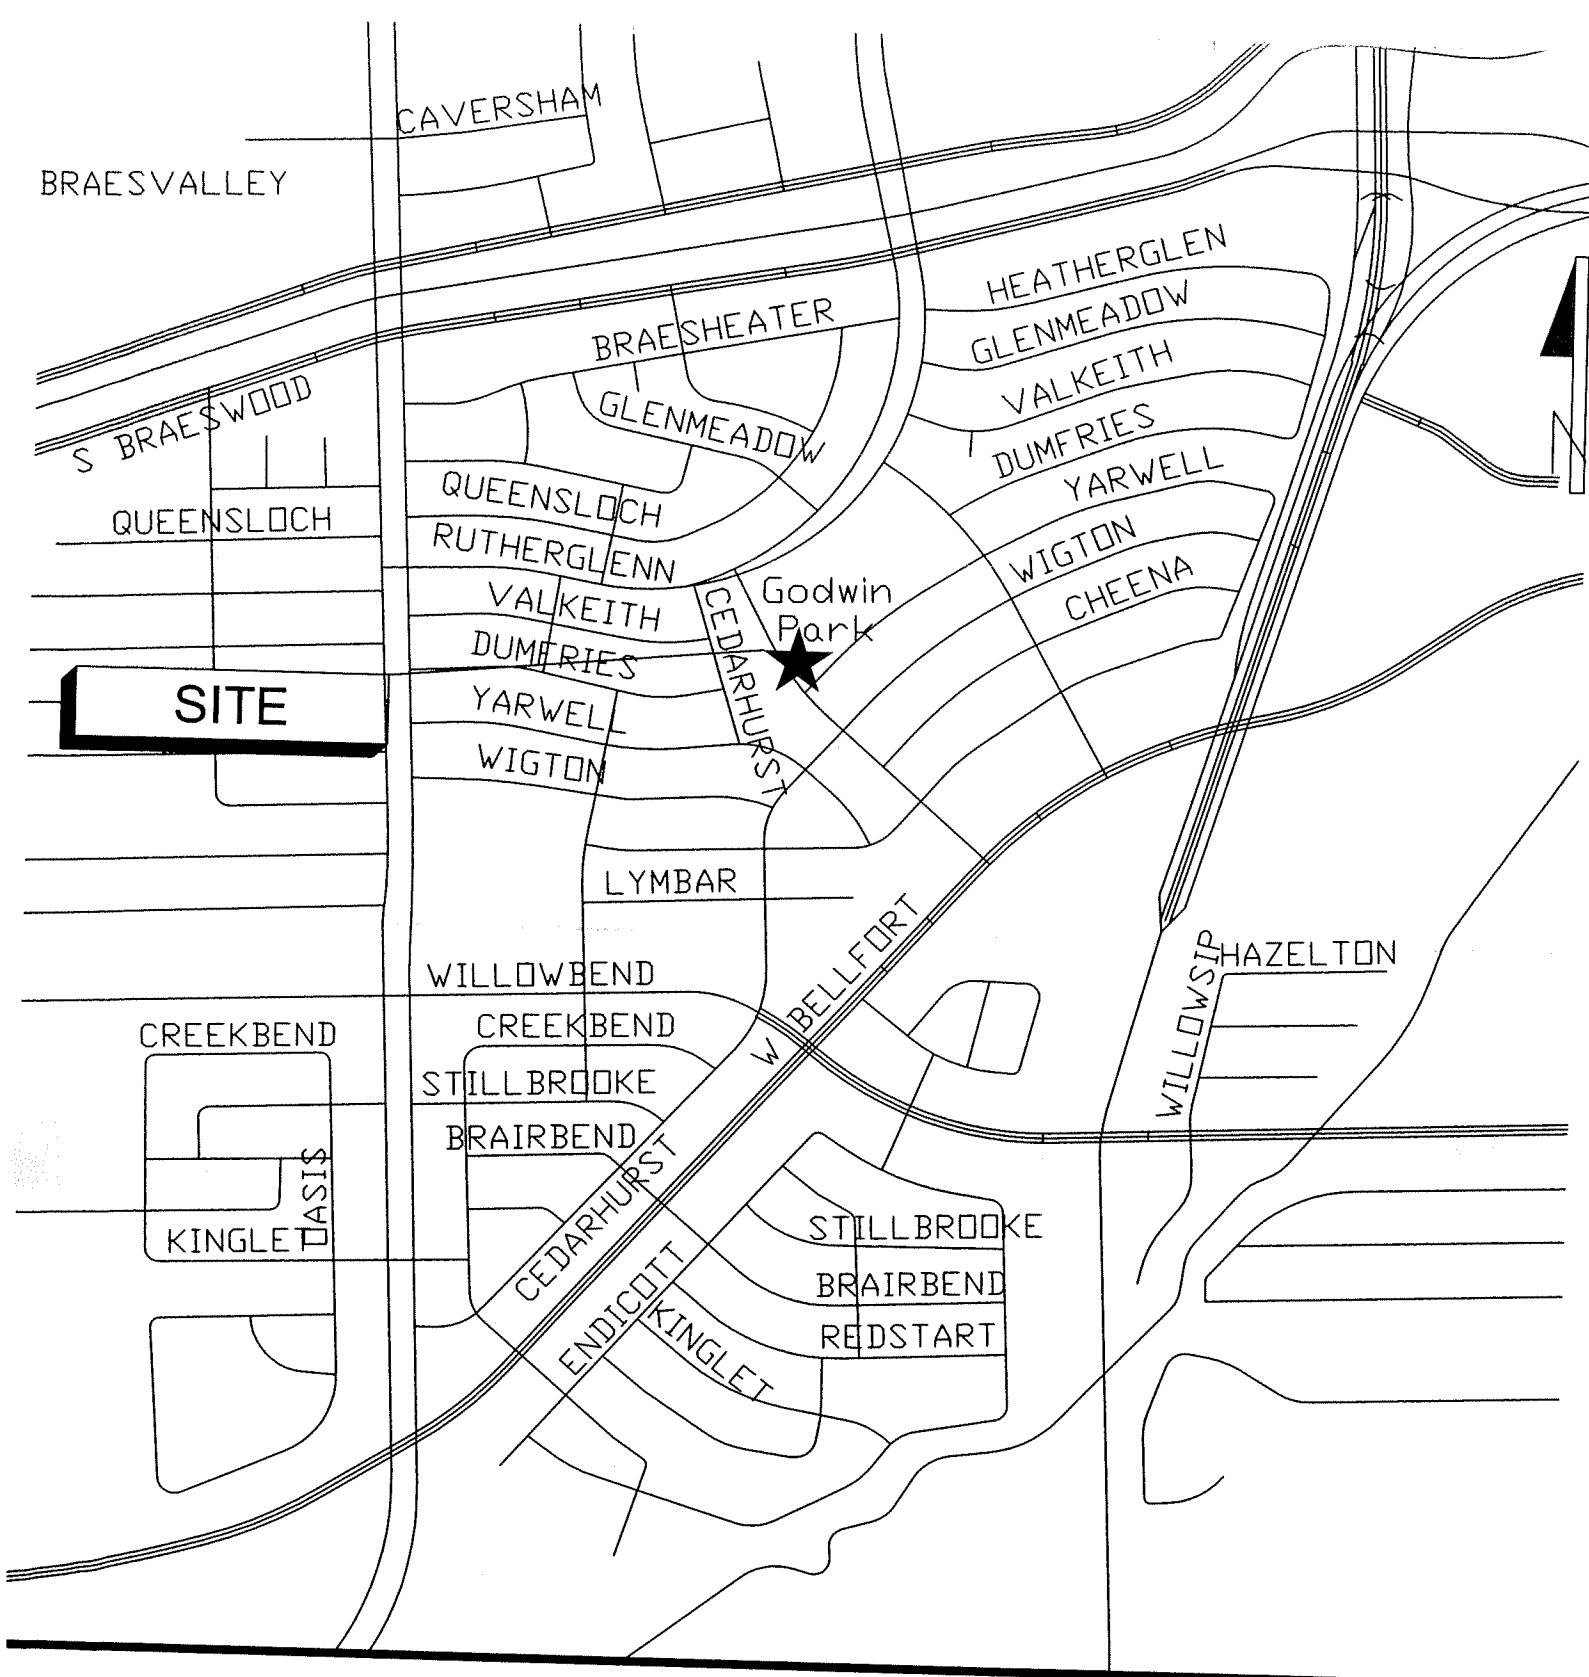 CAVERSHAM
BRAESVALLEY
HEATHERGLEN
GLENMEADOW
BRAESHEATER
VALKEITH
S BRAESWOOD
GLENMEADOW
DUMFRIES
YARWELL
QUEENSLOCH
QUEENSLOCH
WIGTON
RUTHERGLENN
CHEENA
Godwin
Park
VALKEITH
CEDARHURST
DUMFRIES
SITE
YARWELL
WIGTON
LYMBAR
W BELLFORT
HAZELTON
WILLOWBEND
WILLOWSIP
CREEKBEND
CREEKBEND
STILLBROOKE
BRAIRBEND
OASIS
CEDARHURST
KINGLET
STILLBROOKE
ENDICOTT
BRAIRBEND
KINGLET
REDSTART
N